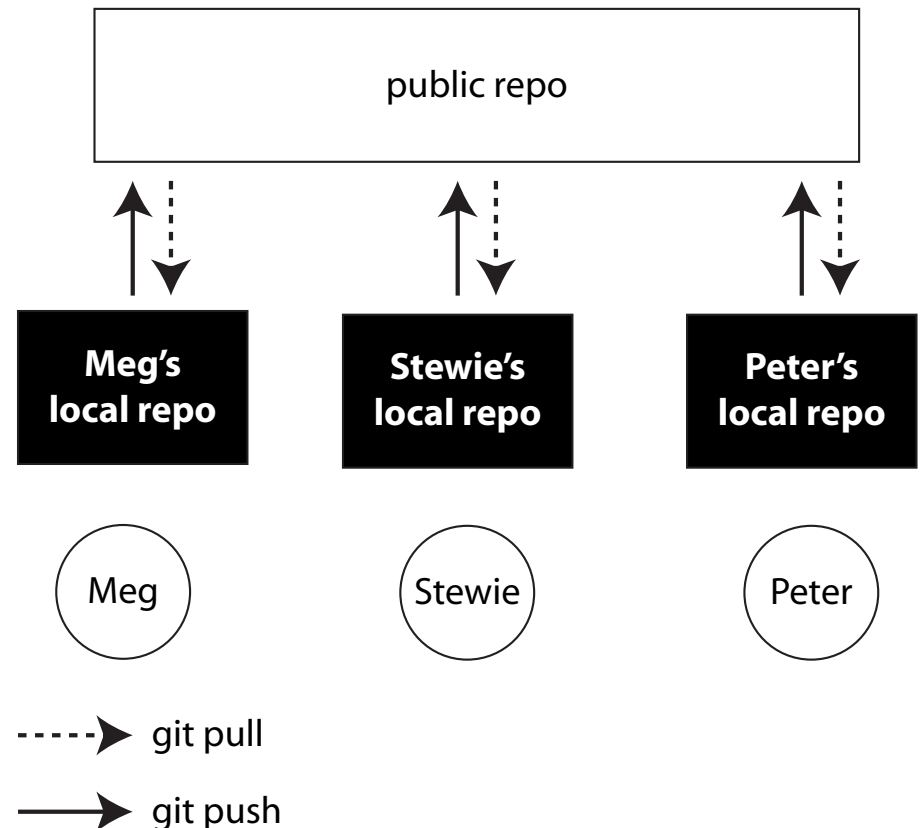 public repo
Meg’s
local repo
Stewie’s
local repo
Peter’s
local repo
Meg
Stewie
Peter
git pull
git push